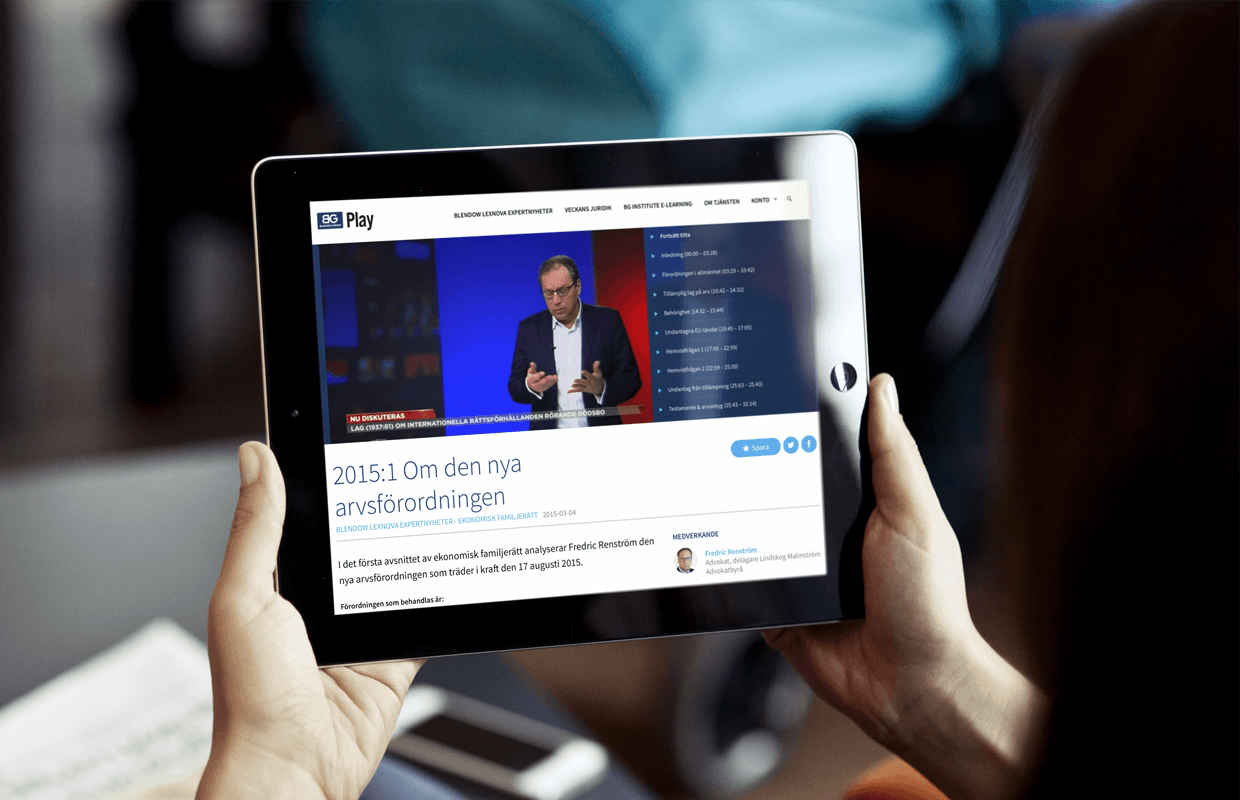 BG Play
BLENDOW LEXNOVA EXPERTNYHETER VECKANS JURIDIK BG INSTITUTE E-LEARNING OM TJÄNSTEN KONTO
Fortsätt titta
Inledning (00:00 - 03:28)
Förordningen i allmänhet (03:29 - 10:42)
Tillämplig lag på arv (10:42 - 14:32)
Behörighet (14:32 - 15:44)
Undantagna EU-länder (15:45 - 17:05)
Hemvistfrågan 1 (17:05 - 22:59)
Hemvistfrågan 2 (22:59 - 25:00)
Undantag från tillämpning (25:03 - 25:43)
Testamente & arvsintyg (25:43 - 32:14)
NU DISKUTERAS
LAG (1937:81) OM INTERNATIONELLA RÄTTSFÖRHÅLLANDEN RÖRANDE DÖDSBO
Spara
2015:1 Om den nya
arvsförordningen
BLENDOW LEXNOVA EXPERTNYHETER - EKONOMISK FAMILJERÄTT 2015-03-04
I det första avsnittet av ekonomisk familjerätt analyserar Fredric Renström den
nya arvsförordningen som träder i kraft den 17 augusti 2015.
Förordningen som behandlas är:
MEDVERKANDE
Fredric Renström
Advokat, delägare Lindskog Malmström
Advokatbyrå